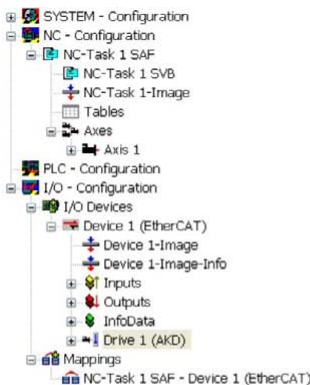 SYSTEM - Configuration
NC - Configuration
NC-Task 1 SAF
NC-Task 1 SVB
NC-Task 1-Image
Tables
Axes
Axis 1
PLC - Configuration
I/O - Configuration
I/O Devices
Device 1 (EtherCAT)
Device 1-Image
Device 1-Image-Info
Inputs
Outputs
InfoData
Drive 1 (AKD)
Mappings
NC-Task 1 SAF - Device 1 (EtherCAT)